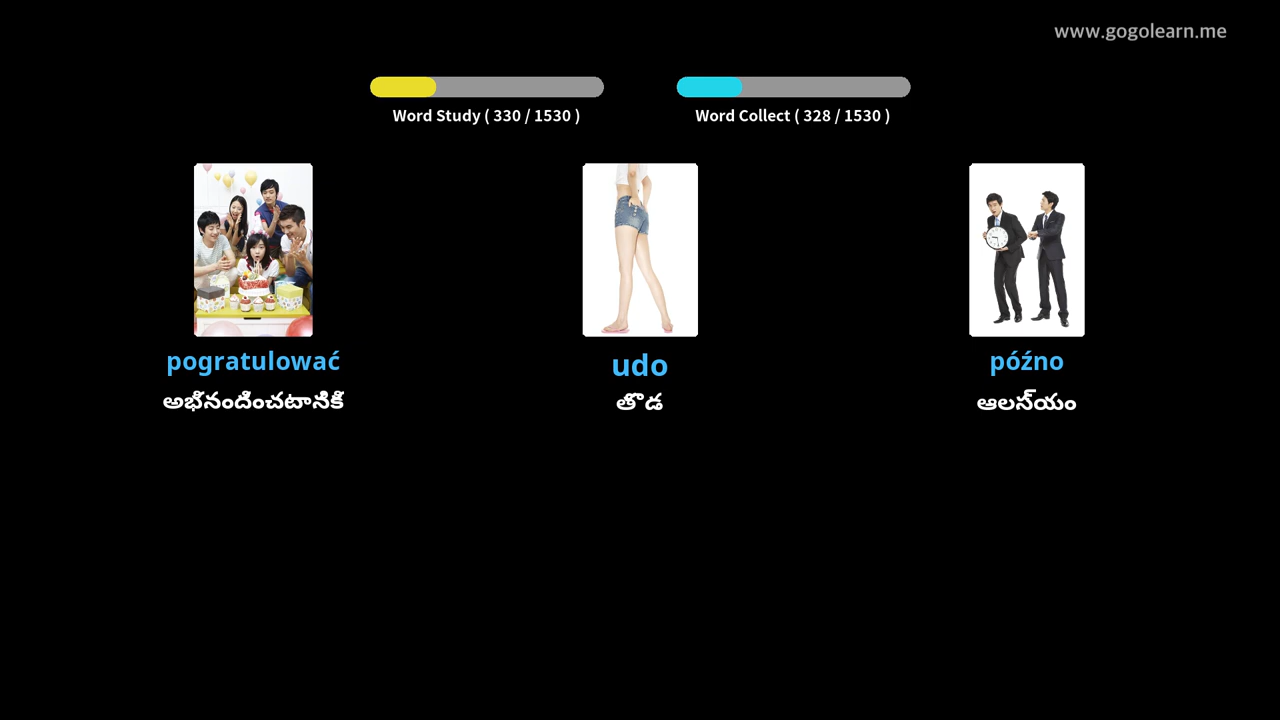 www.gogolearn.me
Word Study ( 330 / 1530 )
Word Collect ( 328 / 1530 )
pogratulować
udo
późno
అభినందించటానికి
తొడ
ఆలస్యం